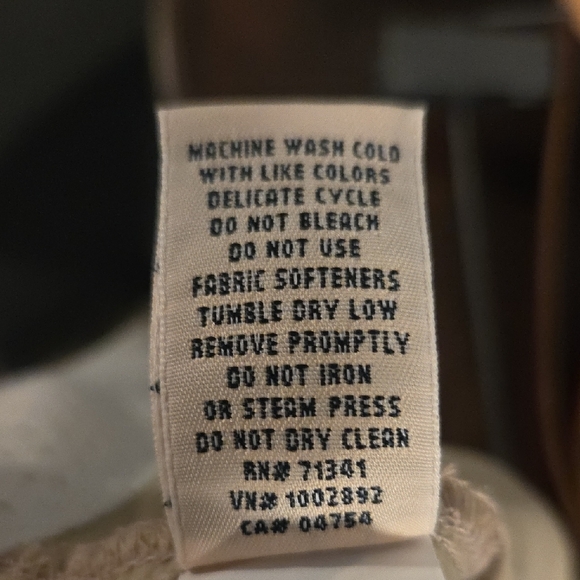 MACHINE WASH COLD
WITH LIKE COLORS
DELICATE CYCLE
DO NOT BLEACH
DO NOT USE
FABRIC SOFTENERS
TUMBLE DRY LOW
REMOVE PROMPTLY
DO NOT IRON
OR STEAM PRESS
DO NOT DRY CLEAN
RN# 71341
VN# 1002892
CA# 04754